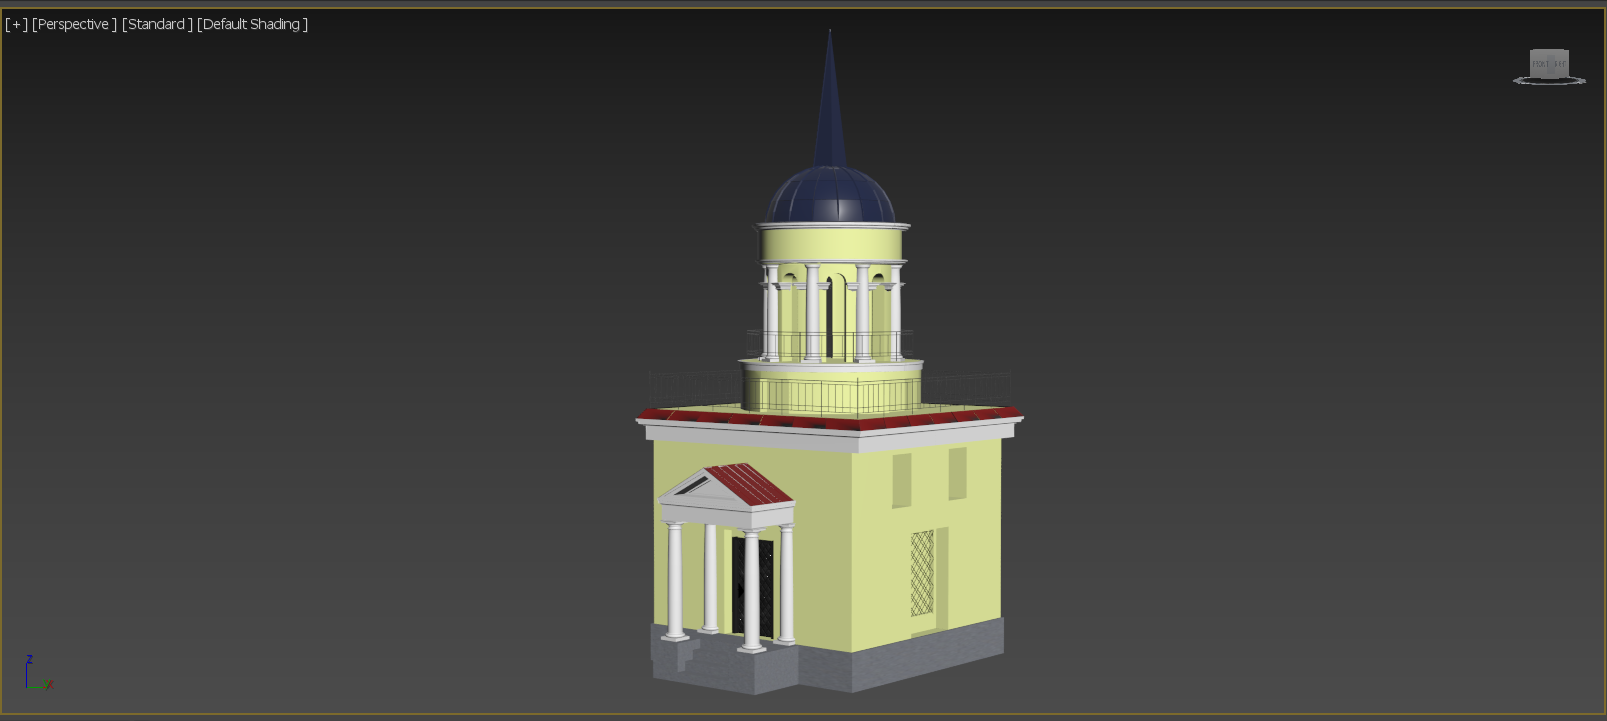 [+] [Perspective ] [Standard ] [Default Shading ]
Z